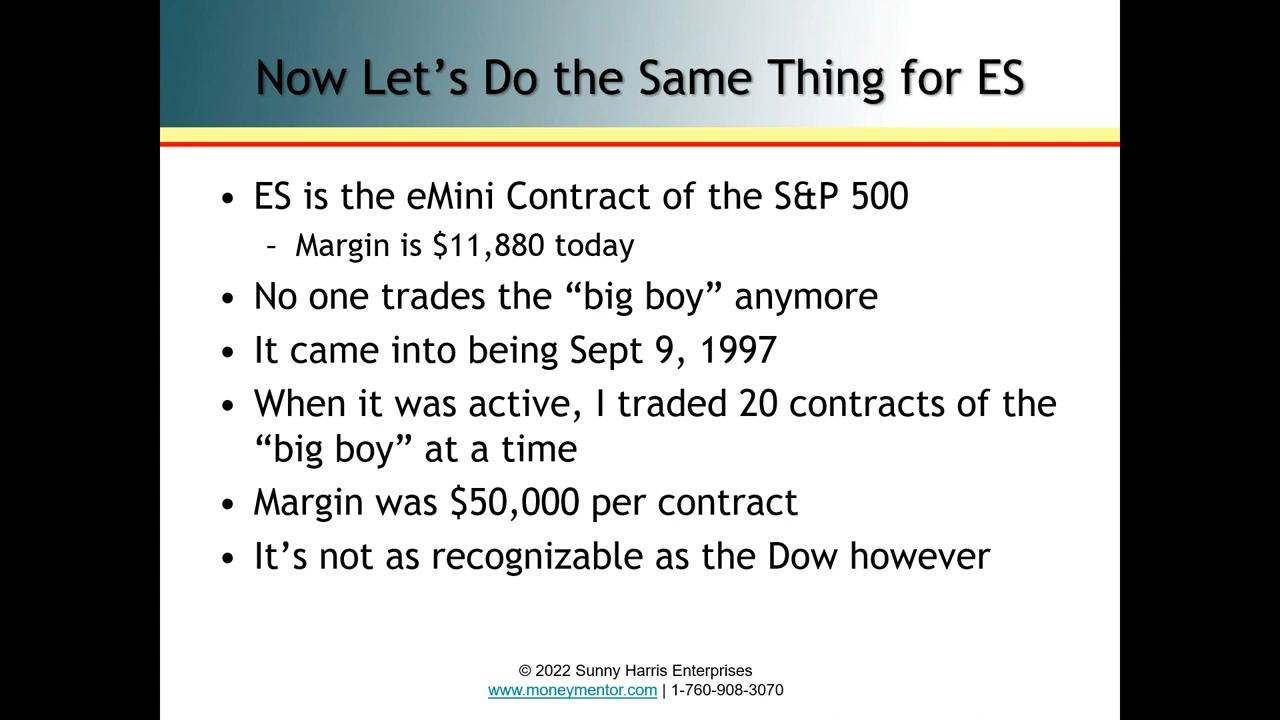 Now Let’s Do the Same Thing for ES
• ES is the eMini Contract of the S&P 500
– Margin is $11,880 today
• No one trades the “big boy” anymore
• It came into being Sept 9, 1997
• When it was active, I traded 20 contracts of the
“big boy” at a time
• Margin was $50,000 per contract
• It’s not as recognizable as the Dow however
© 2022 Sunny Harris Enterprises
www.moneymentor.com | 1-760-908-3070